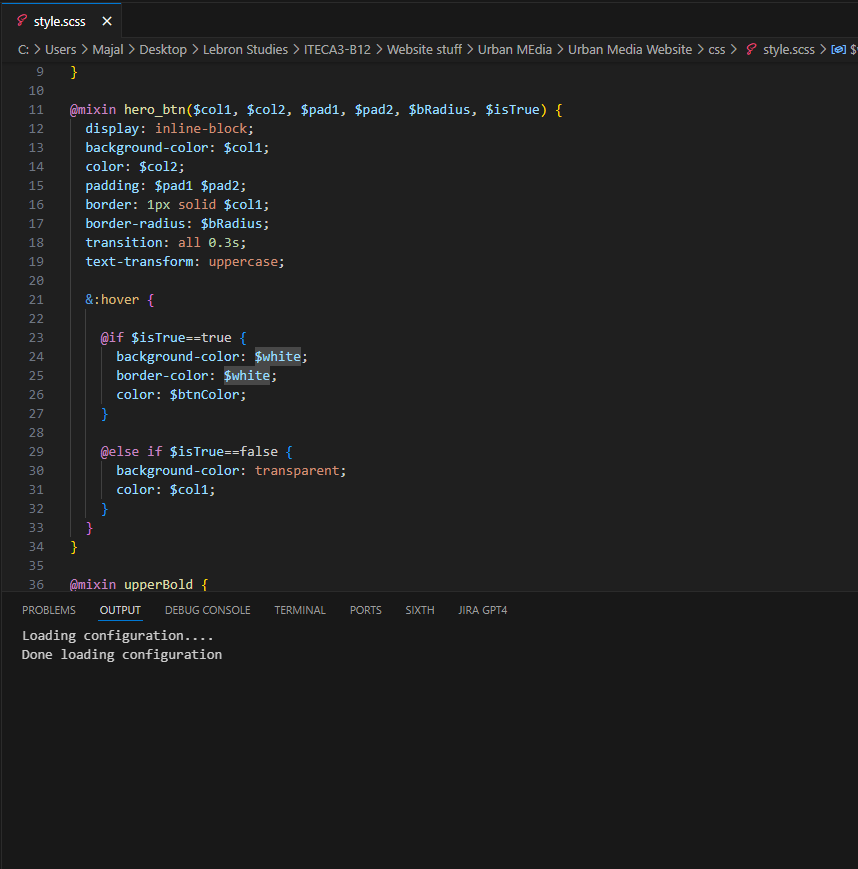 style.scss ×
C: > Users > Majal > Desktop > Lebron Studies > ITECA3-B12 > Website stuff > Urban MEdia > Urban Media Website > css > style.scss > $
9 }
10
11 @mixin hero_btn($col1, $col2, $pad1, $pad2, $bRadius, $isTrue) {
12 display: inline-block;
13 background-color: $col1;
14 color: $col2;
15 padding: $pad1 $pad2;
16 border: 1px solid $col1;
17 border-radius: $bRadius;
18 transition: all 0.3s;
19 text-transform: uppercase;
20
21 &:hover {
22
23 @if $isTrue==true {
24 background-color: $white;
25 border-color: $white;
26 color: $btnColor;
27 }
28
29 @else if $isTrue==false {
30 background-color: transparent;
31 color: $col1;
32 }
33 }
34 }
35
36 @mixin upperBold {
PROBLEMS OUTPUT DEBUG CONSOLE TERMINAL PORTS SIXTH JIRA GPT4
Loading configuration....
Done loading configuration